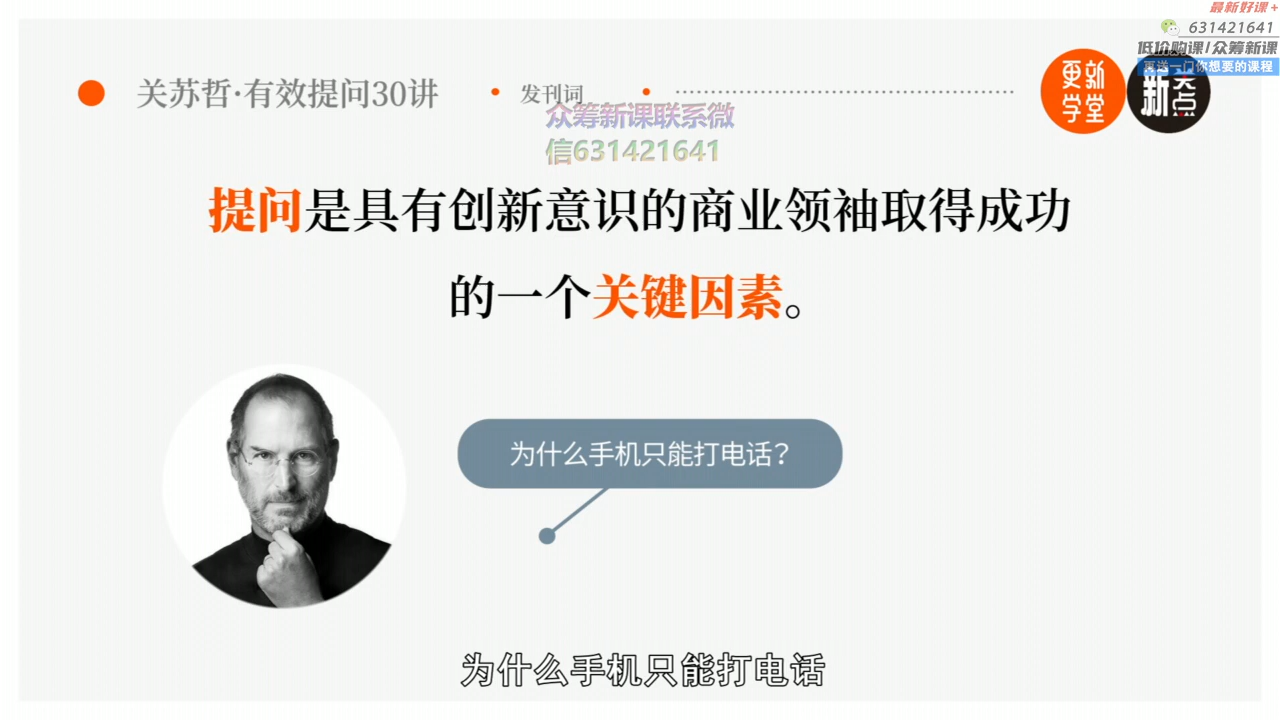 最新好课+
631421641
低价购课/众筹新课
再送一门你想要的课程
关苏哲·有效提问30讲
发刊词
更新学堂
新关点
众筹新课联系微
信631421641
提问是具有创新意识的商业领袖取得成功
的一个关键因素。
为什么手机只能打电话?
为什么手机只能打电话